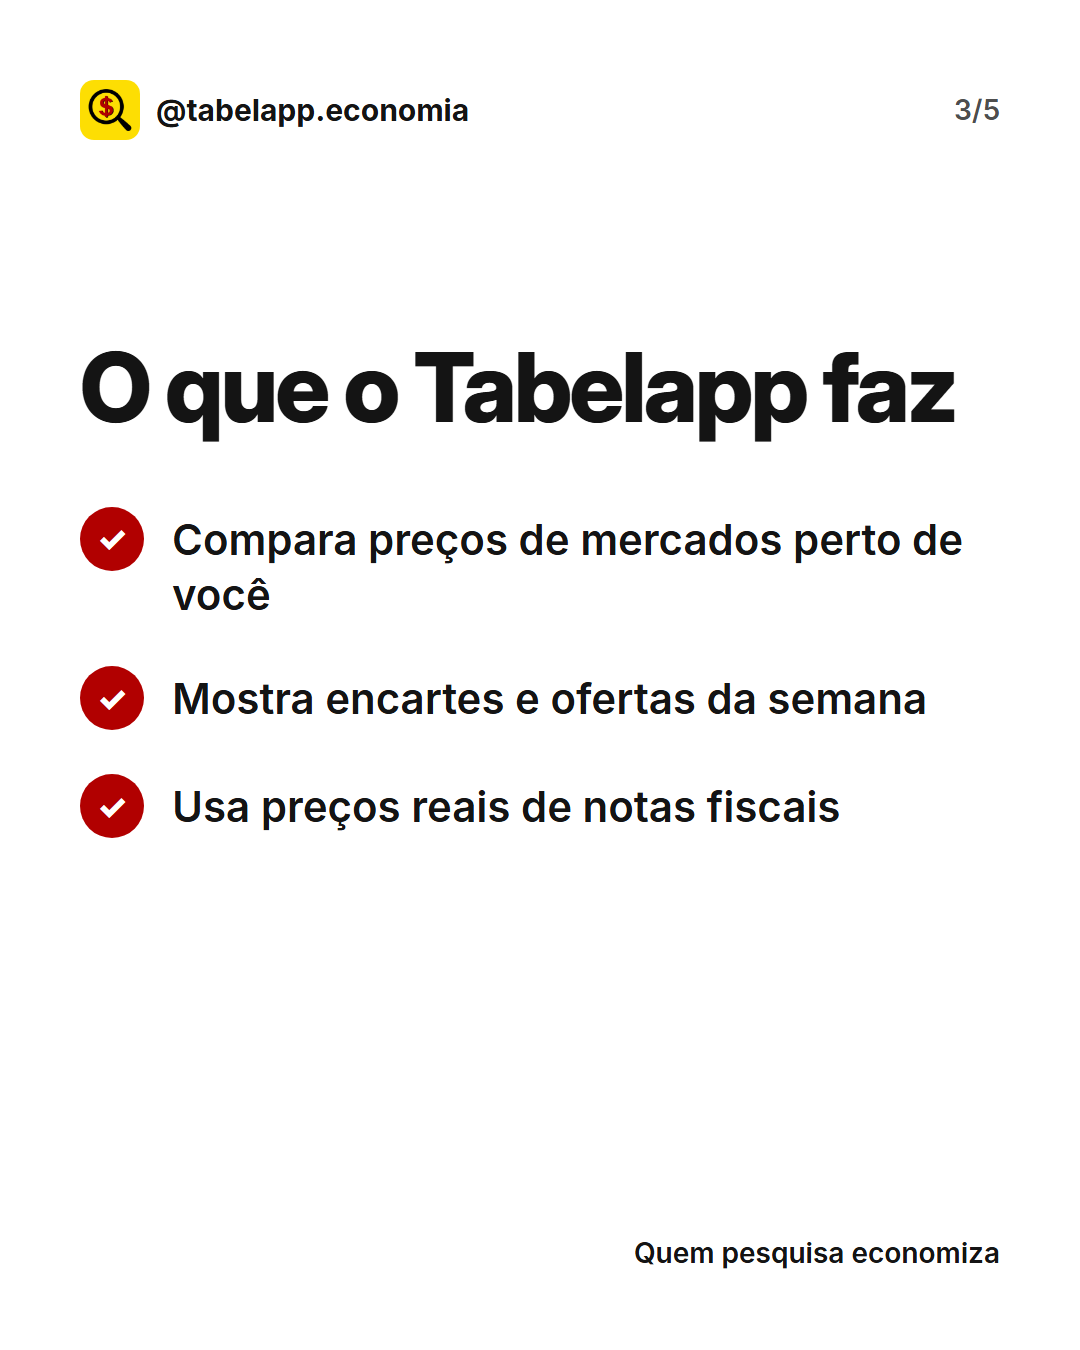 @tabelapp.economia
3/5
O que o Tabelapp faz
Compara preços de mercados perto de
você
Mostra encartes e ofertas da semana
Usa preços reais de notas fiscais
Quem pesquisa economiza